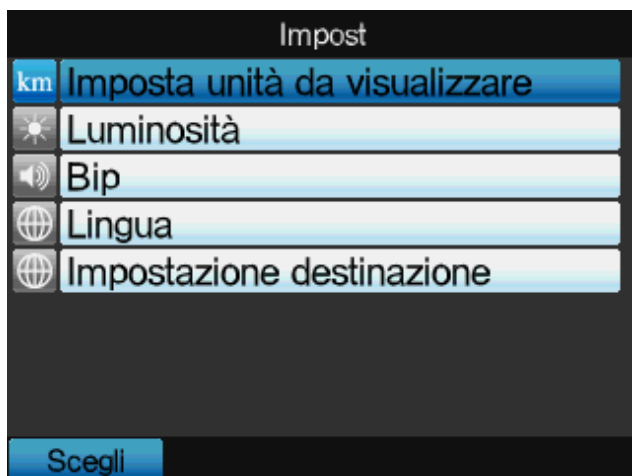 Impost
km Imposta unità da visualizzare
Luminosità
Bip
Lingua
Impostazione destinazione
Scegli